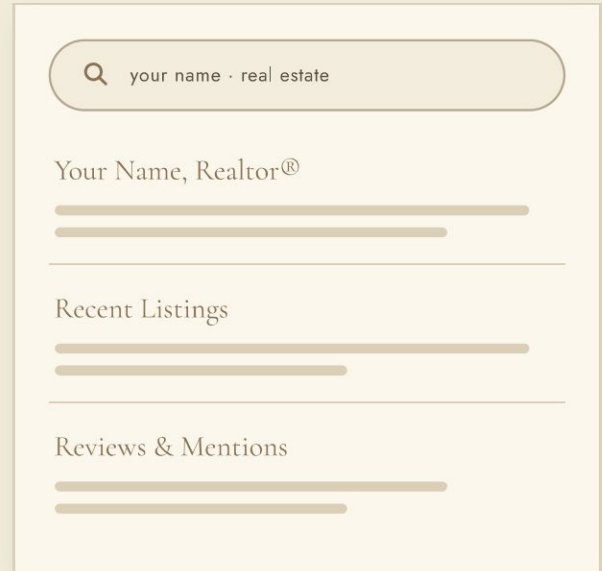 your name · real estate
Your Name, Realtor®
Recent Listings
Reviews & Mentions